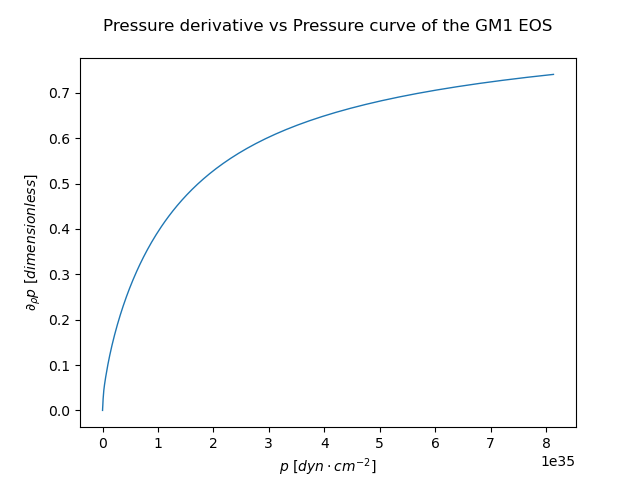 Pressure derivative vs Pressure curve of the GM1 EOS
0.7
0.6
0.5
0.4
0.3
0.2
0.1
0.0
∂ρp [dimensionless]
0 1 2 3 4 5 6 7 8
1e35
p [dyn · cm⁻²]